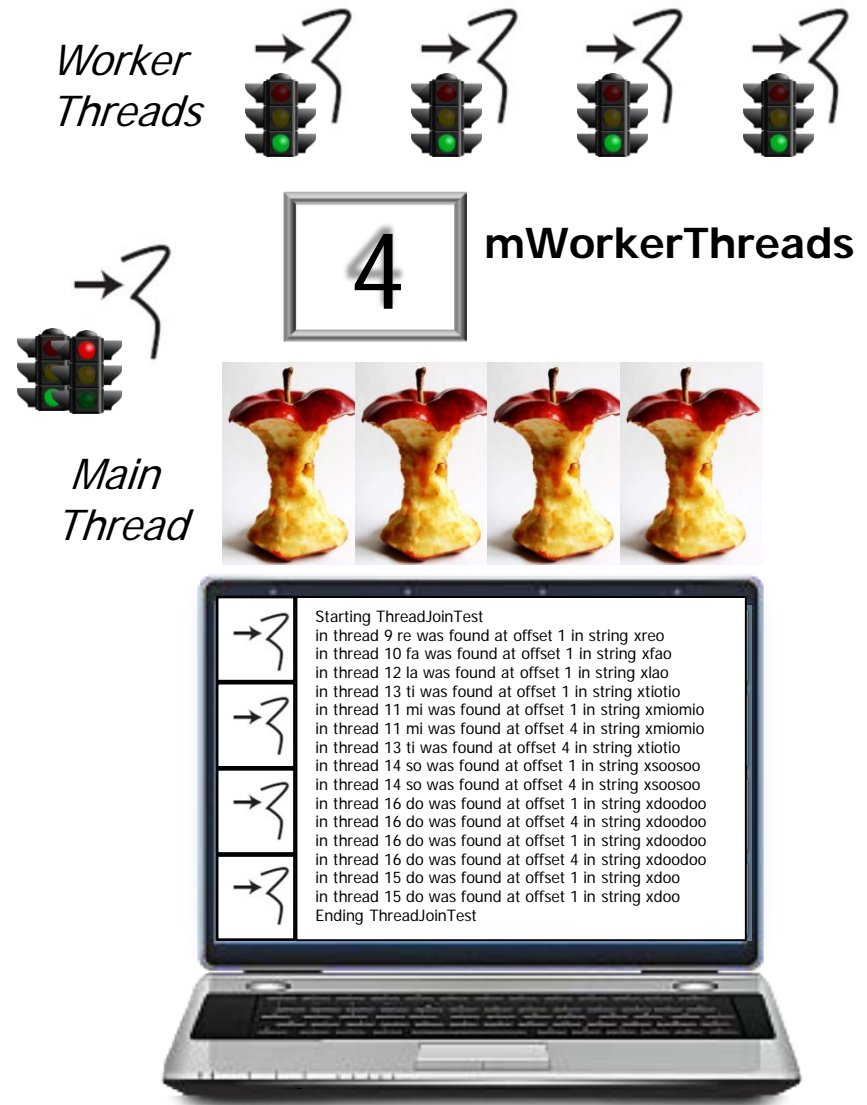 Worker
Threads
4
mWorkerThreads
Main
Thread
Starting ThreadJoinTest
in thread 9 re was found at offset 1 in string xreo
in thread 10 fa was found at offset 1 in string xfao
in thread 12 la was found at offset 1 in string xlao
in thread 13 ti was found at offset 1 in string xtiotio
in thread 11 mi was found at offset 1 in string xmiomio
in thread 11 mi was found at offset 4 in string xmiomio
in thread 13 ti was found at offset 4 in string xtiotio
in thread 14 so was found at offset 1 in string xsoosoo
in thread 14 so was found at offset 4 in string xsoosoo
in thread 16 do was found at offset 1 in string xdoodoo
in thread 16 do was found at offset 4 in string xdoodoo
in thread 16 do was found at offset 1 in string xdoodoo
in thread 16 do was found at offset 4 in string xdoodoo
in thread 15 do was found at offset 1 in string xdoo
in thread 15 do was found at offset 1 in string xdoo
Ending ThreadJoinTest